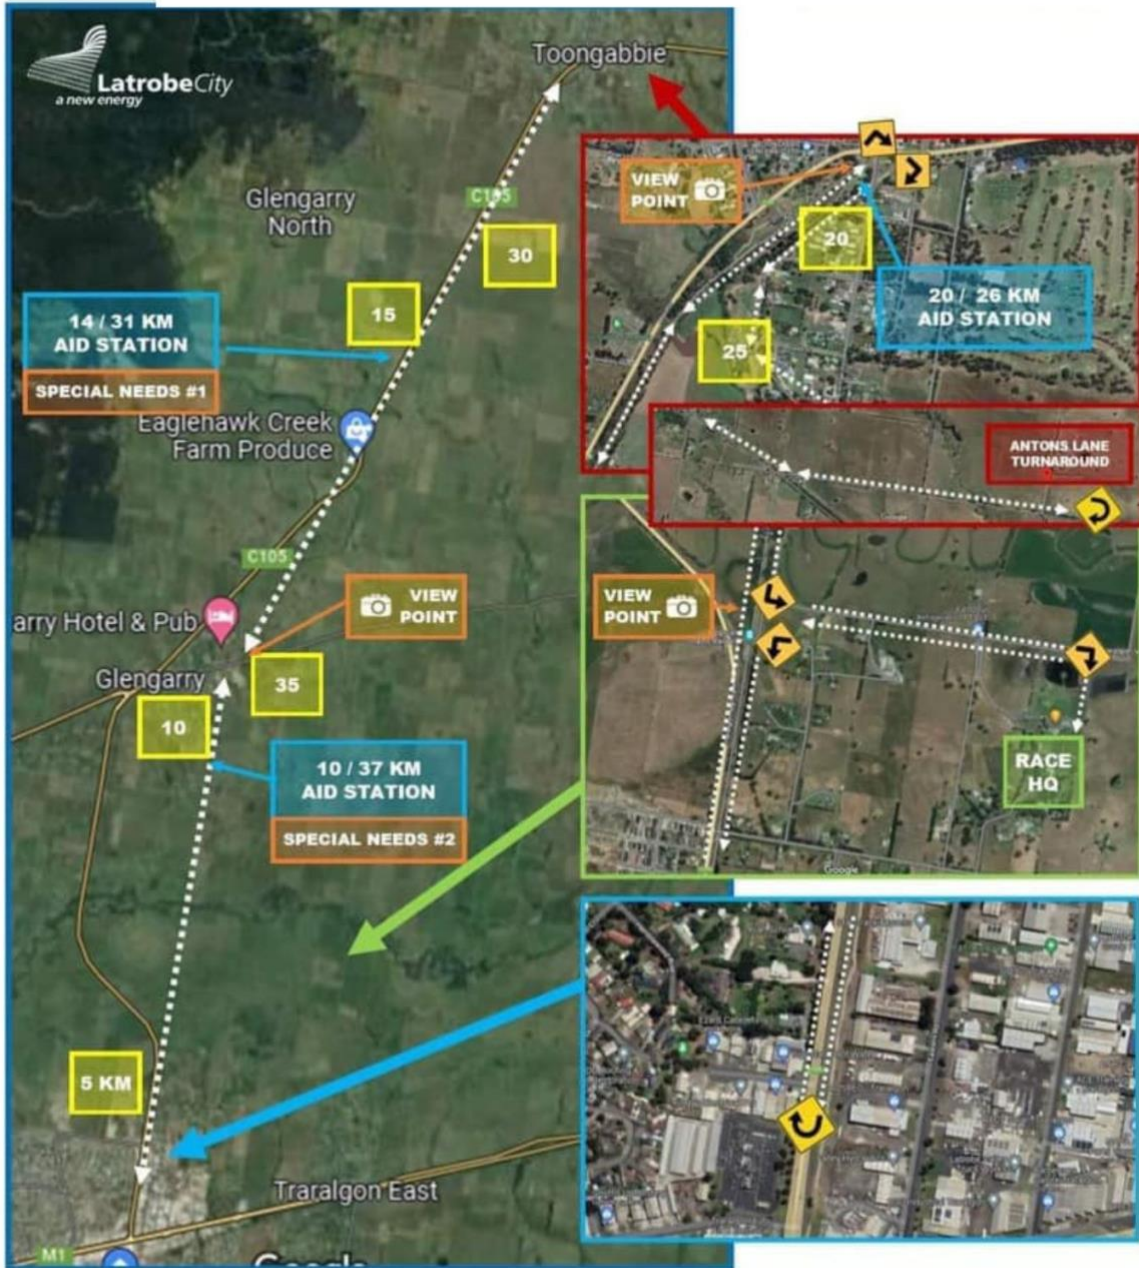 LatrobeCity
a new energy
Toongabbie
C105
Glengarry
North
30
15
14 / 31 KM
AID STATION
SPECIAL NEEDS #1
Eaglehawk Creek
Farm Produce
C105
arry Hotel & Pub
VIEW
POINT
Glengarry
35
10
10 / 37 KM
AID STATION
SPECIAL NEEDS #2
5 KM
Traralgon East
M1
Google
VIEW
POINT
20
20 / 26 KM
AID STATION
25
ANTONS LANE
TURNAROUND
VIEW
POINT
RACE
HQ
Google